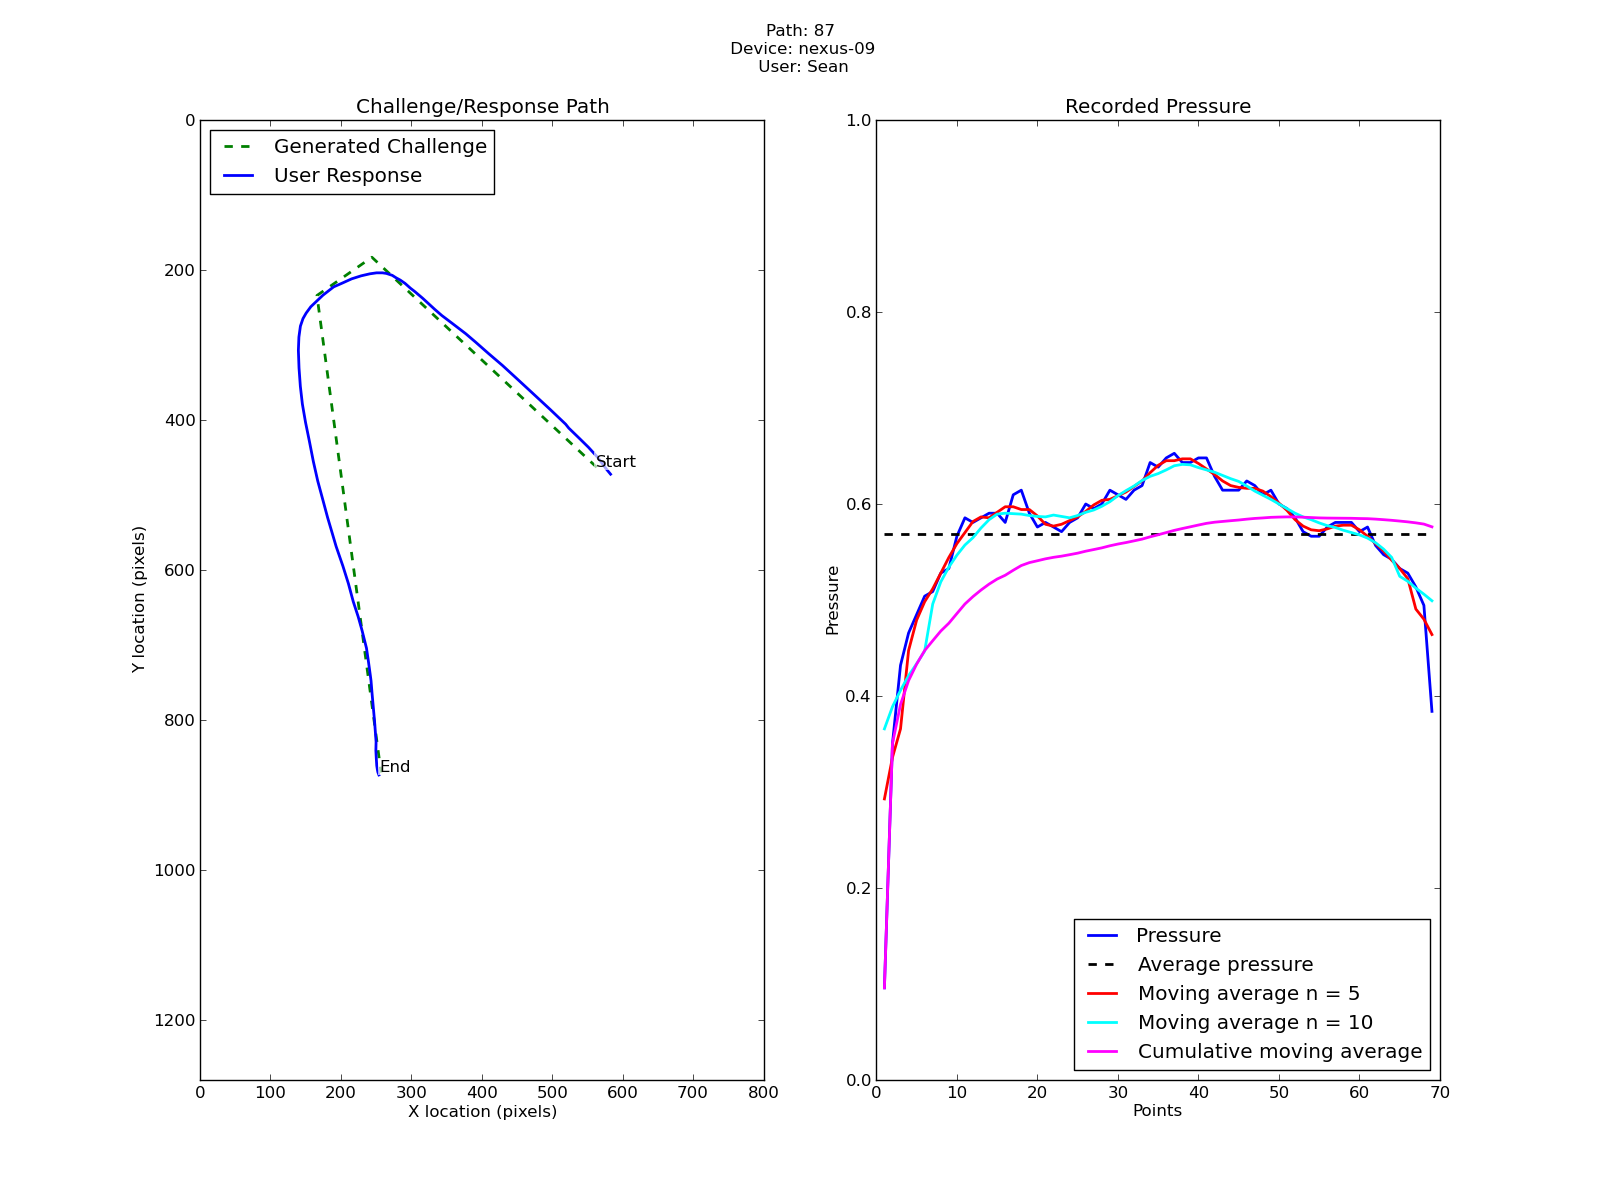 Path: 87
Device: nexus-09
User: Sean
Challenge/Response Path
Generated Challenge
User Response
Start
End
0
200
400
600
800
1000
1200
Y location (pixels)
0 100 200 300 400 500 600 700 800
X location (pixels)
Recorded Pressure
1.0
0.8
0.6
0.4
0.2
0.0
Pressure
Pressure
Average pressure
Moving average n = 5
Moving average n = 10
Cumulative moving average
0 10 20 30 40 50 60 70
Points